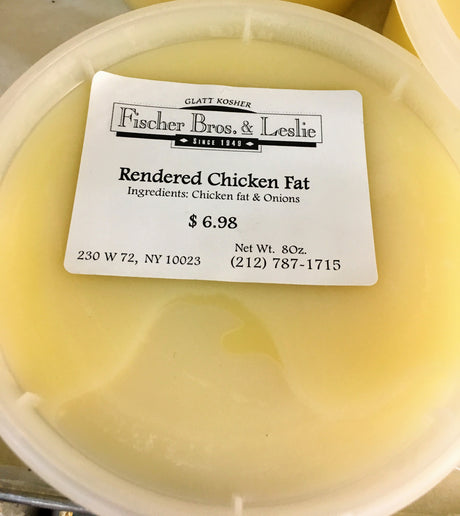 GLATT KOSHER
Fischer Bros. & Leslie
SINCE 1949
Rendered Chicken Fat
Ingredients: Chicken fat & Onions
$ 6.98
Net Wt. 8Oz.
230 W 72, NY 10023 (212) 787-1715